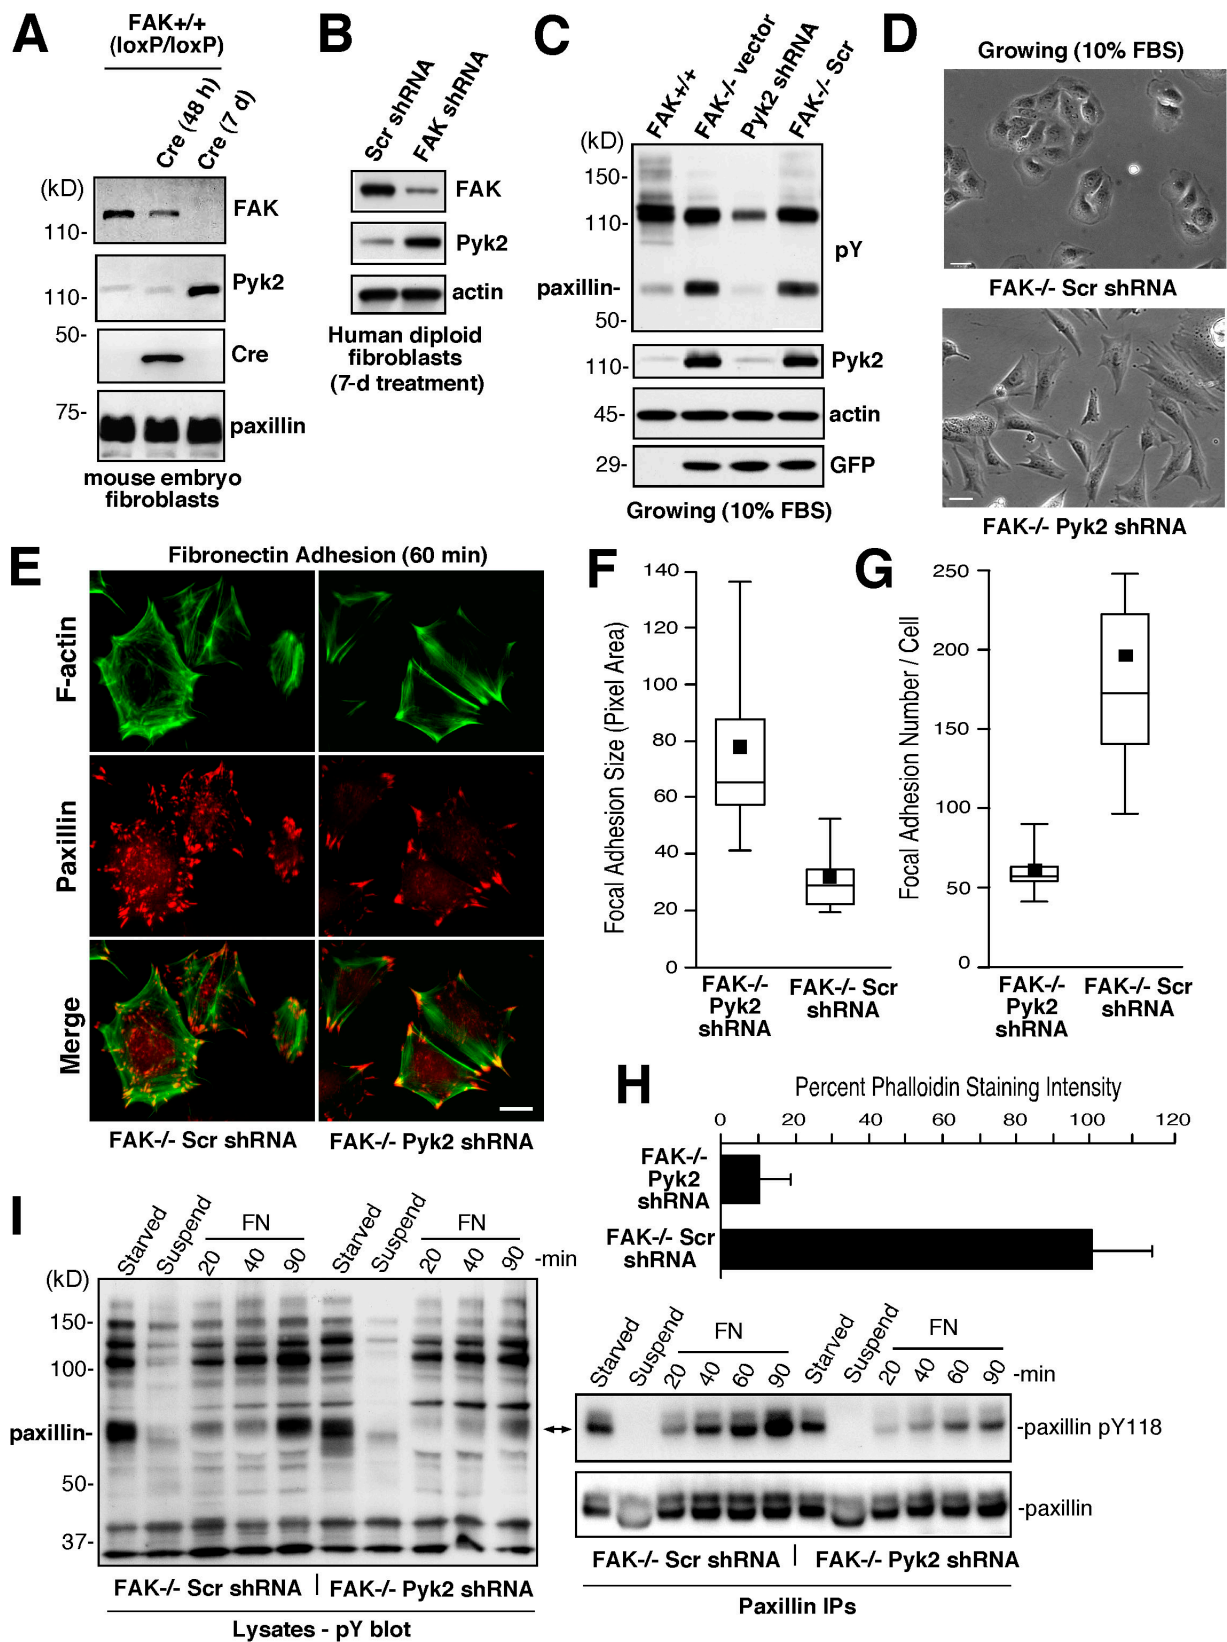 A
FAK+/+
(loxP/loxP)
Cre (48 h)
Cre (7 d)
(kD)
FAK
110-
Pyk2
110-
50-
Cre
75-
paxillin
mouse embryo
fibroblasts
B
Scr shRNA
FAK shRNA
FAK
Pyk2
actin
Human diploid
fibroblasts
(7-d treatment)
C
FAK+/+
FAK-/- vector
Pyk2 shRNA
FAK-/- Scr
(kD)
150-
110-
pY
paxillin-
50-
110-
Pyk2
45-
actin
29-
GFP
Growing (10% FBS)
D
Growing (10% FBS)
FAK-/- Scr shRNA
FAK-/- Pyk2 shRNA
E
Fibronectin Adhesion (60 min)
F-actin
Paxillin
Merge
FAK-/- Scr shRNA
FAK-/- Pyk2 shRNA
F
Focal Adhesion Size (Pixel Area)
140
120
100
80
60
40
20
0
FAK-/-
Pyk2
shRNA
FAK-/- Scr
shRNA
G
Focal Adhesion Number / Cell
250
200
150
100
50
0
FAK-/-
Pyk2
shRNA
FAK-/- Scr
shRNA
H
Percent Phalloidin Staining Intensity
0 20 40 60 80 100 120
FAK-/-
Pyk2
shRNA
FAK-/- Scr
shRNA
I
Starved Suspend FN Starved Suspend FN
20 40 90 20 40 90 -min
(kD)
150-
100-
paxillin-
50-
37-
FAK-/- Scr shRNA | FAK-/- Pyk2 shRNA
Lysates - pY blot
Starved Suspend FN Starved Suspend FN
20 40 60 90 20 40 60 90 -min
-paxillin pY118
-paxillin
FAK-/- Scr shRNA | FAK-/- Pyk2 shRNA
Paxillin IPs